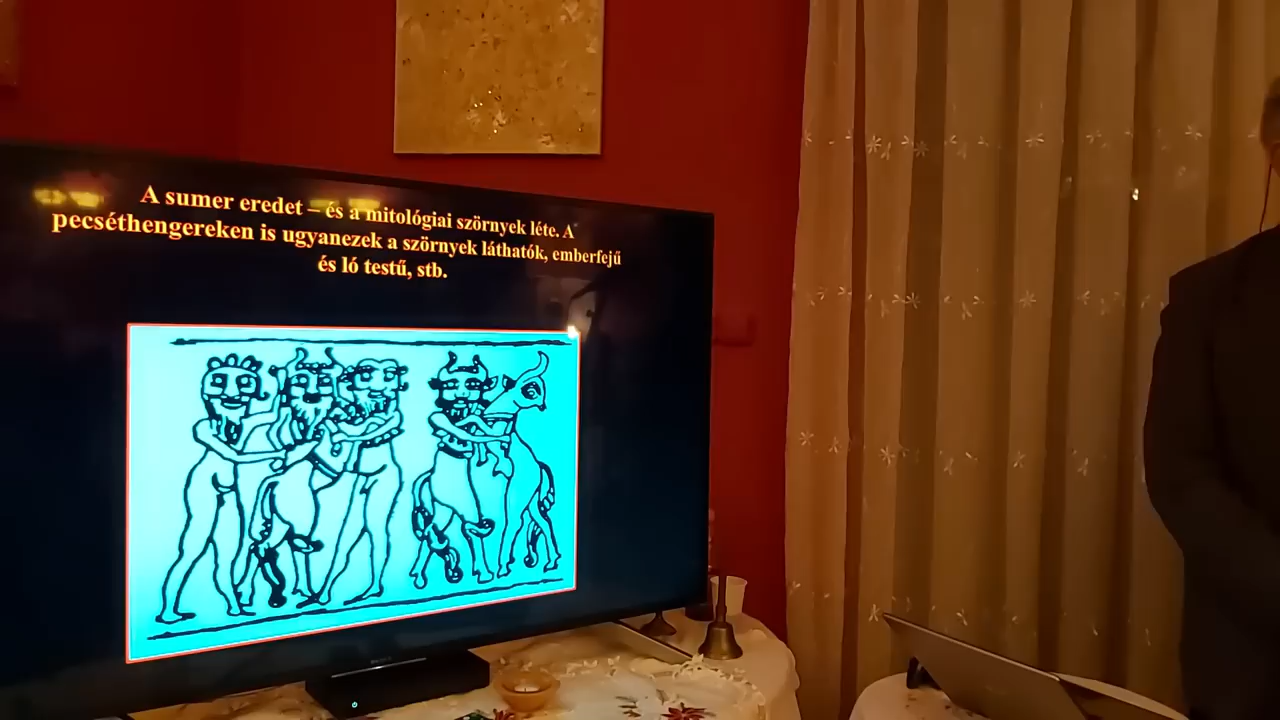 A sumer eredet – és a mitológiai szörnyek léte. A
pecséthengereken is ugyanezek a szörnyek láthatók, emberfejű
és ló testű, stb.